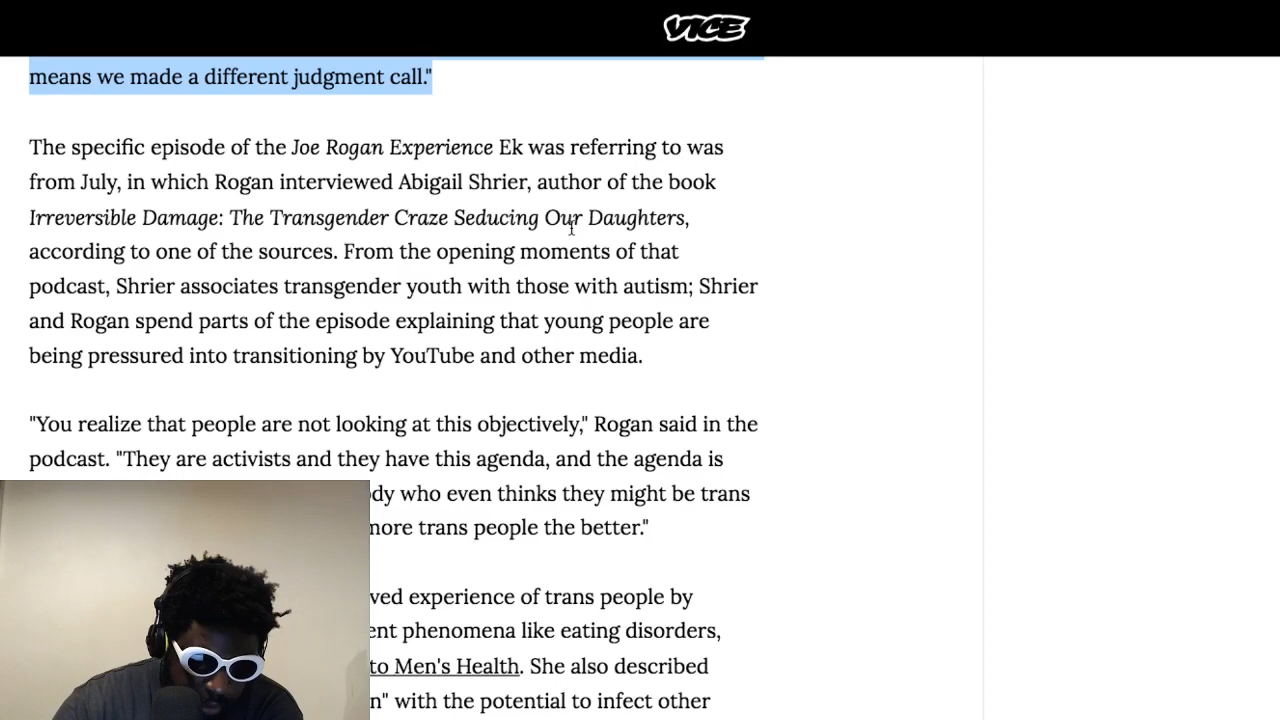 VICE
means we made a different judgment call."
The specific episode of the Joe Rogan Experience Ek was referring to was
from July, in which Rogan interviewed Abigail Shrier, author of the book
Irreversible Damage: The Transgender Craze Seducing Our Daughters,
according to one of the sources. From the opening moments of that
podcast, Shrier associates transgender youth with those with autism; Shrier
and Rogan spend parts of the episode explaining that young people are
being pressured into transitioning by YouTube and other media.
"You realize that people are not looking at this objectively," Rogan said in the
podcast. "They are activists and they have this agenda, and the agenda is
who even thinks they might be trans
trans people the better."
experience of trans people by
phenomena like eating disorders,
to Men's Health. She also described
with the potential to infect other